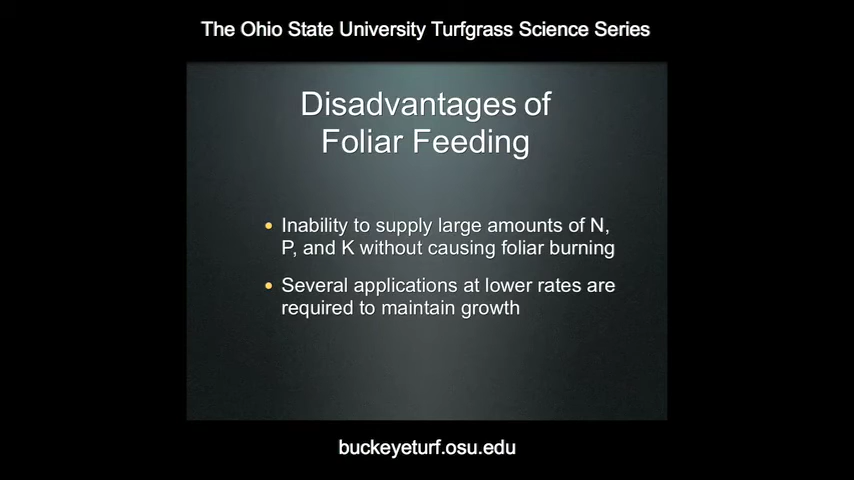 The Ohio State University Turfgrass Science Series
Disadvantages of
Foliar Feeding
• Inability to supply large amounts of N,
P, and K without causing foliar burning
• Several applications at lower rates are
required to maintain growth
buckeyeturf.osu.edu